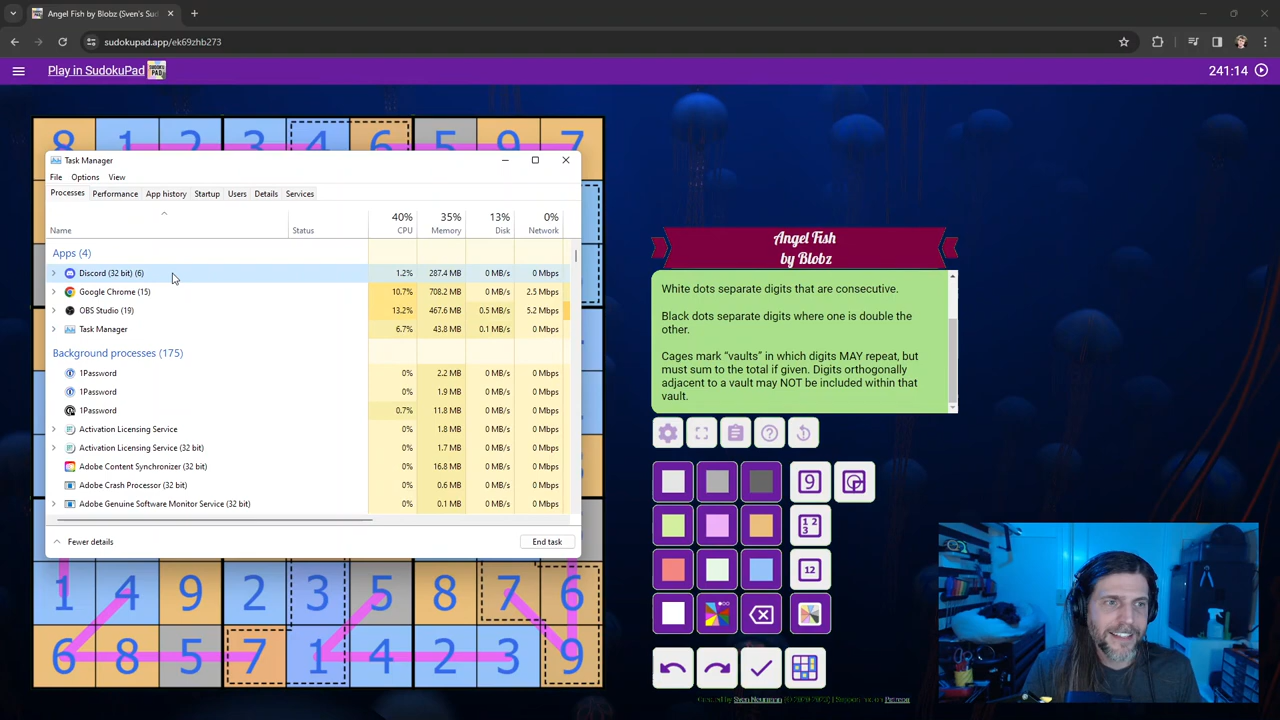 Angel Fish by Blobz (Sven's Sud
sudokupad.app/ek69zhb273
Play in SudokuPad
SUDOKU PAD
241:14
8 1 2 3 4 6 5 9 7
Task Manager
File Options View
Processes Performance App history Startup Users Details Services
40% 35% 13% 0%
Name Status CPU Memory Disk Network
Apps (4)
Discord (32 bit) (6) 1.2% 287.4 MB 0 MB/s 0 Mbps
Google Chrome (15) 10.7% 708.2 MB 0 MB/s 2.5 Mbps
OBS Studio (19) 13.2% 467.6 MB 0.5 MB/s 5.2 Mbps
Task Manager 6.7% 43.8 MB 0.1 MB/s 0 Mbps
Background processes (175)
1Password 0% 2.2 MB 0 MB/s 0 Mbps
1Password 0% 2.9 MB 0 MB/s 0 Mbps
1Password 0.7% 11.8 MB 0 MB/s 0 Mbps
Activation Licensing Service 0% 1.8 MB 0 MB/s 0 Mbps
Activation Licensing Service (32 bit) 0% 1.7 MB 0 MB/s 0 Mbps
Adobe Content Synchronizer (32 bit) 0% 16.8 MB 0 MB/s 0 Mbps
Adobe Crash Processor (32 bit) 0% 0.6 MB 0 MB/s 0 Mbps
Adobe Genuine Software Monitor Service (32 bit) 0% 0.1 MB 0 MB/s 0 Mbps
Fewer details End task
1 4 9 2 3 5 8 7 6
6 8 5 7 1 4 2 3 9
Angel Fish
by Blobz
White dots separate digits that are consecutive.
Black dots separate digits where one is double the
other.
Cages mark “vaults” in which digits MAY repeat, but
must sum to the total if given. Digits orthogonally
adjacent to a vault may NOT be included within that
vault.
9
1 2
3
12
Created by Sven Neumann